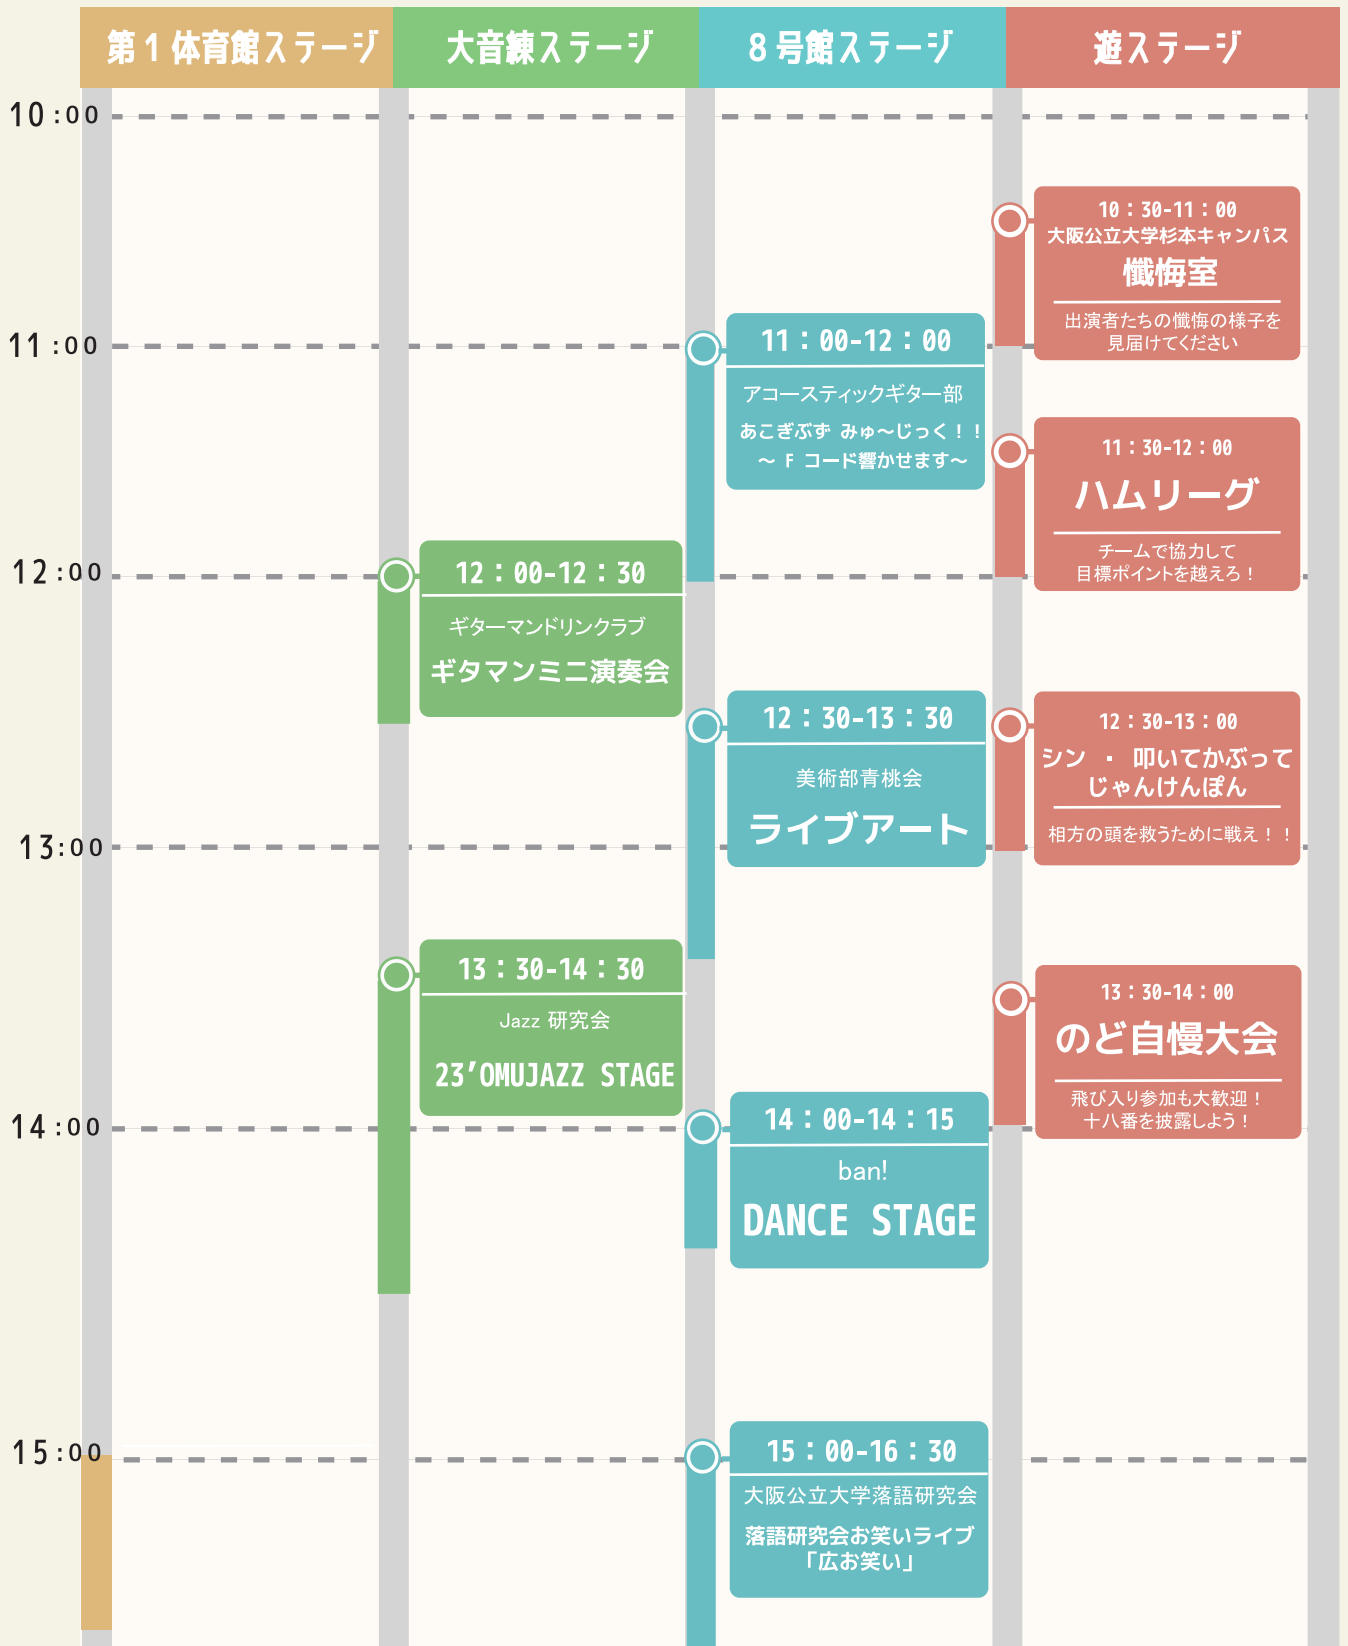 第1体育館ステージ
大音練ステージ
8号館ステージ
遊ステージ
10:00
10：30-11：00
大阪公立大学杉本キャンパス
懺悔室
出演者たちの懺悔の様子を
見届けてください
11:00
11：00-12：00
アコースティックギター部
あこぎぶず みゅ～じっく！！
～ F コード響かせます～
11：30-12：00
ハムリーグ
チームで協力して
目標ポイントを越えろ！
12:00
12：00-12：30
ギターマンドリンクラブ
ギタマンミニ演奏会
12：30-13：30
美術部青桃会
ライブアート
12：30-13：00
シン ・ 叩いてかぶって
じゃんけんぽん
相方の頭を救うために戦え！！
13:00
13：30-14：30
Jazz 研究会
23'OMUJAZZ STAGE
13：30-14：00
のど自慢大会
飛び入り参加も大歓迎！
十八番を披露しよう！
14:00
14：00-14：15
ban!
DANCE STAGE
15:00
15：00-16：30
大阪公立大学落語研究会
落語研究会お笑いライブ
「広お笑い」